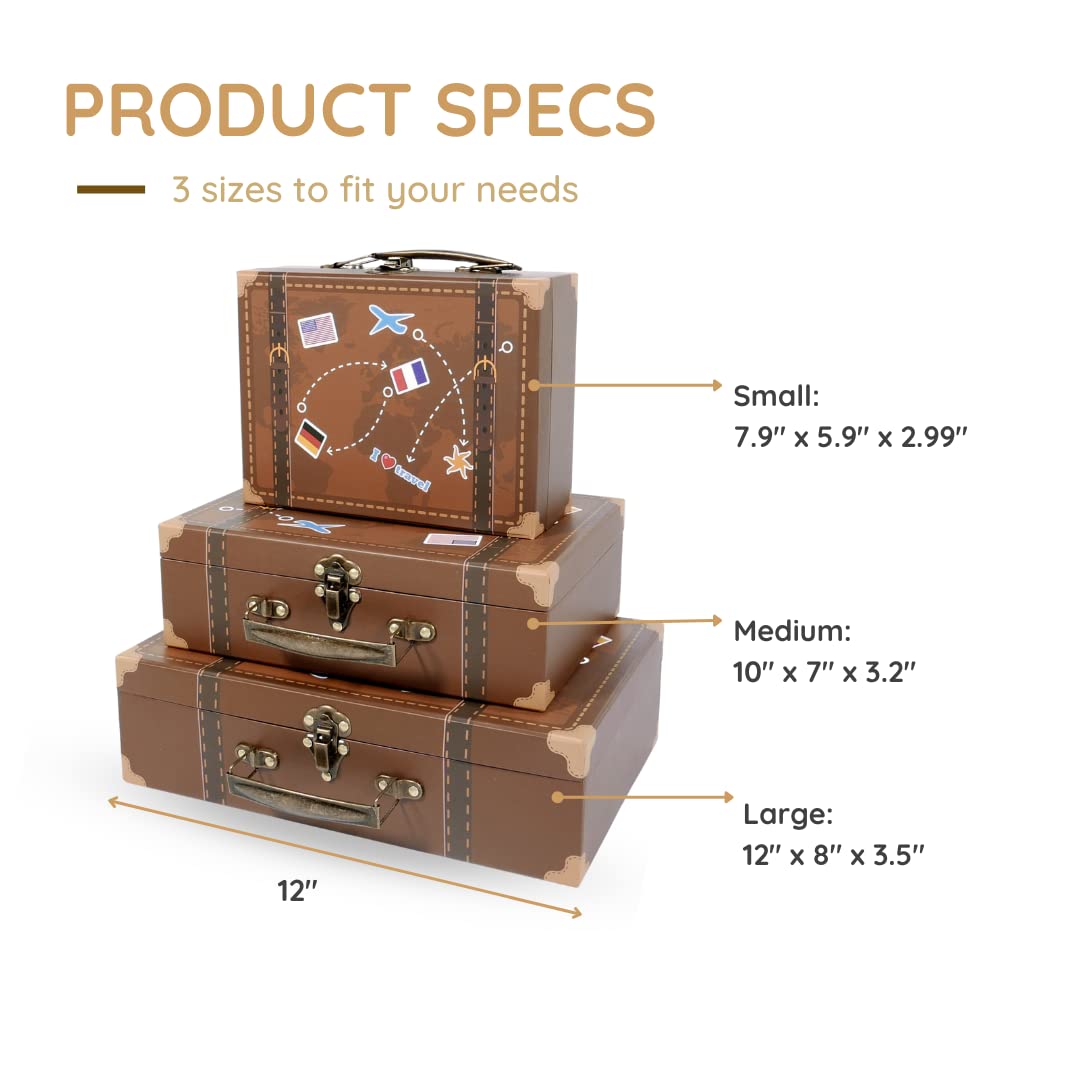 PRODUCT SPECS
3 sizes to fit your needs
I ❤ travel
Small:
7.9" x 5.9" x 2.99"
Medium:
10" x 7" x 3.2"
Large:
12" x 8" x 3.5"
12"